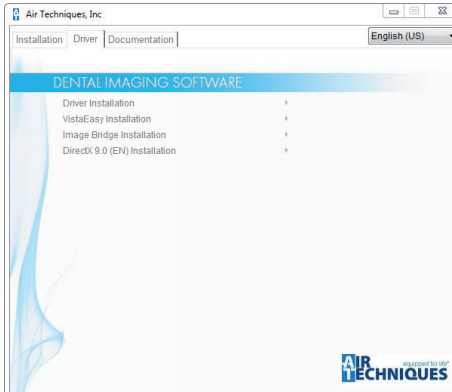 Air Techniques, Inc
Installation Driver Documentation English (US)
DENTAL IMAGING SOFTWARE
Driver Installation
VistaEasy Installation
Image Bridge Installation
DirectX 9.0 (EN) Installation
AIR TECHNIQUES equipped for life®